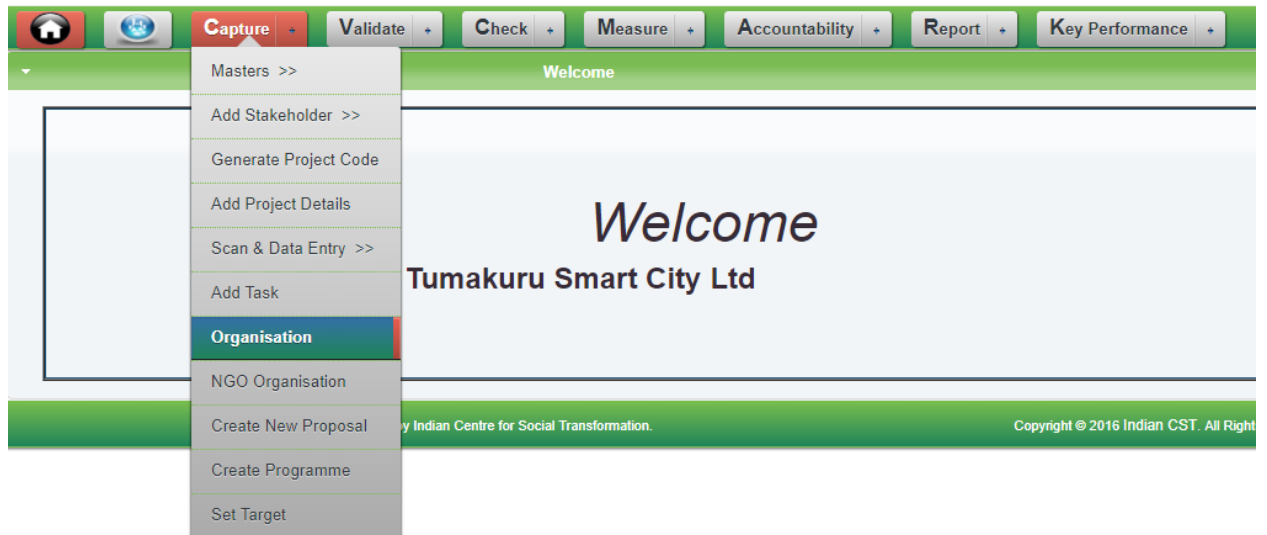 Capture + Validate + Check + Measure + Accountability + Report + Key Performance +
Welcome
Masters >>
Add Stakeholder >>
Generate Project Code
Add Project Details
Scan & Data Entry >>
Add Task
Organisation
NGO Organisation
Create New Proposal
Create Programme
Set Target
Welcome
Tumakuru Smart City Ltd
y Indian Centre for Social Transformation.
Copyright © 2016 Indian CST. All Right